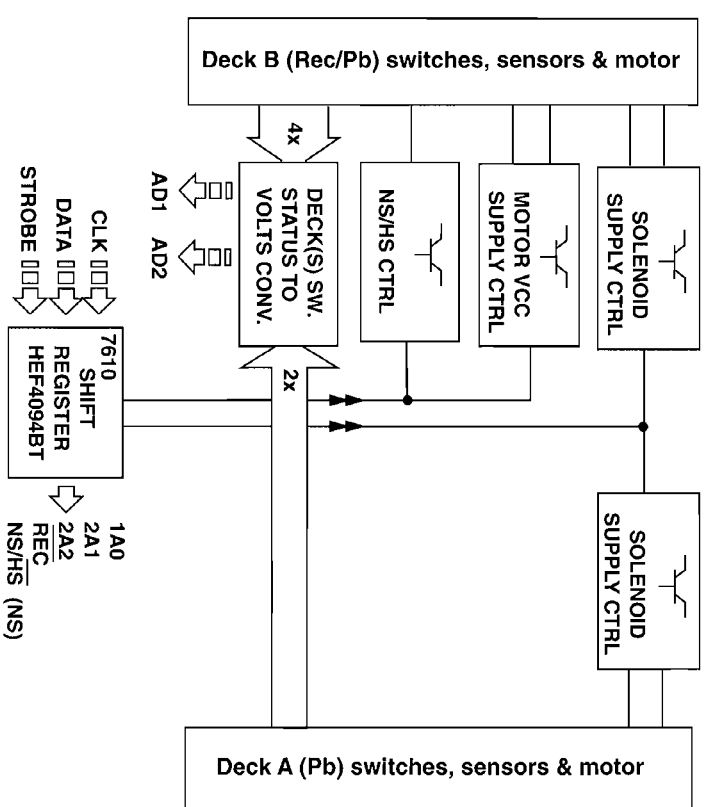 Deck B (Rec/Pb) switches, sensors & motor
4x
AD1
AD2
DECK(S) SW.
STATUS TO
VOLTS CONV.
NS/HS CTRL
MOTOR VCC
SUPPLY CTRL
SOLENOID
SUPPLY CTRL
STROBE
DATA
CLK
7610
SHIFT
REGISTER
HEF4094BT
2x
1A0
2A1
2A2
REC
NS/HS (NS)
SOLENOID
SUPPLY CTRL
Deck A (Pb) switches, sensors & motor